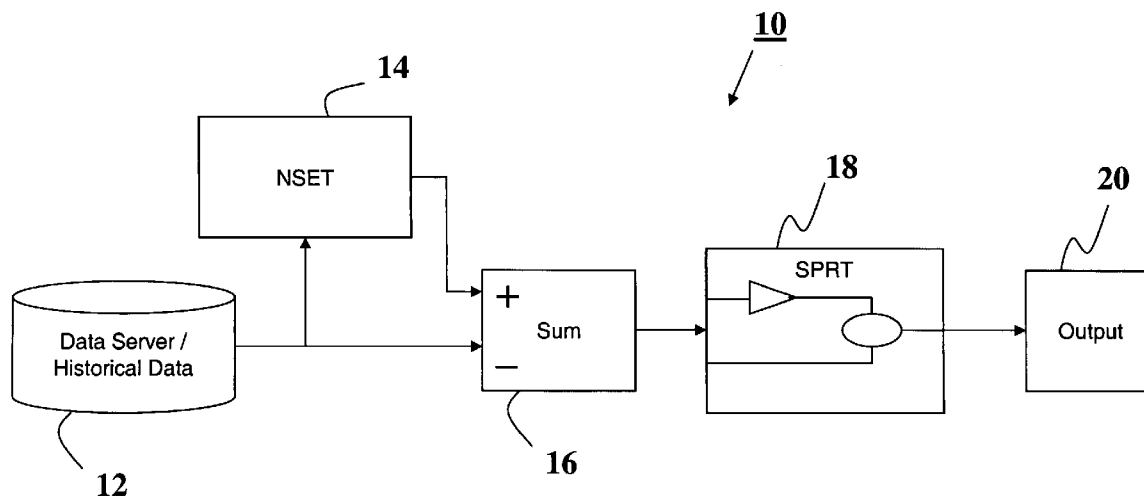 10
14
NSET
18
20
SPRT
+
Sum
−
Data Server /
Historical Data
Output
12
16